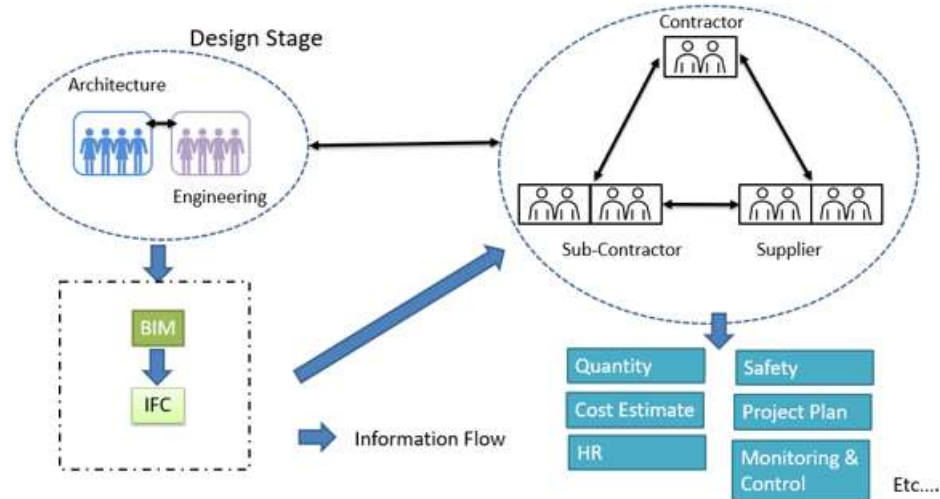 Design Stage
Architecture
Engineering
Contractor
Sub-Contractor
Supplier
BIM
IFC
Information Flow
Quantity
Safety
Cost Estimate
Project Plan
HR
Monitoring &
Control
Etc....